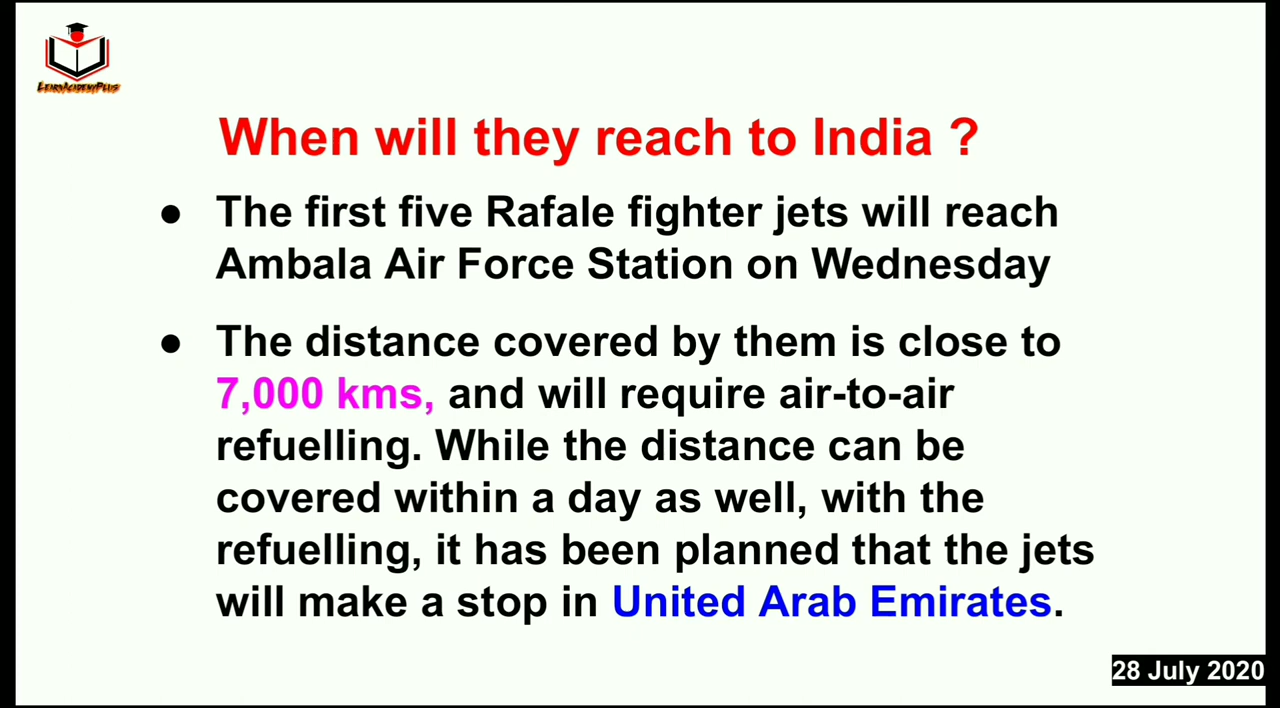 LearnAcademyPlus
When will they reach to India ?
● The first five Rafale fighter jets will reach
Ambala Air Force Station on Wednesday
● The distance covered by them is close to
7,000 kms, and will require air-to-air
refuelling. While the distance can be
covered within a day as well, with the
refuelling, it has been planned that the jets
will make a stop in United Arab Emirates.
28 July 2020